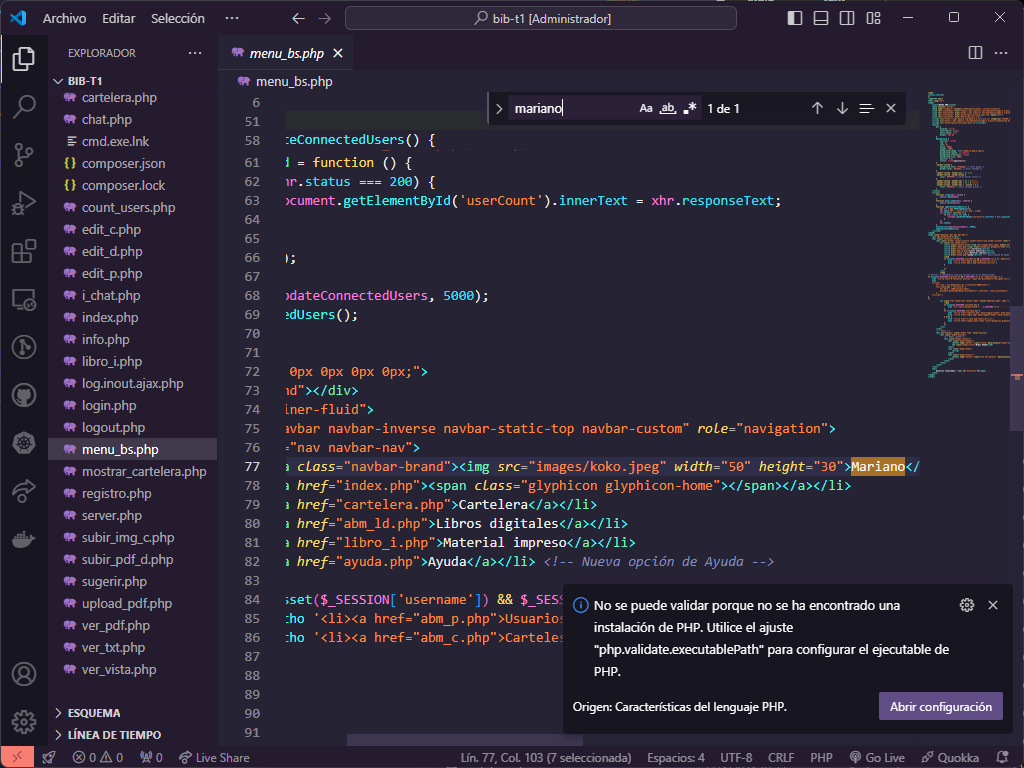 Archivo Editar Selección ··· bib-t1 [Administrador]
EXPLORADOR ···
BIB-T1
cartelera.php
chat.php
cmd.exe.lnk
composer.json
composer.lock
count_users.php
edit_c.php
edit_d.php
edit_p.php
i_chat.php
index.php
info.php
libro_i.php
log.inout.ajax.php
login.php
logout.php
menu_bs.php
mostrar_cartelera.php
registro.php
server.php
subir_img_c.php
subir_pdf_d.php
sugerir.php
upload_pdf.php
ver_pdf.php
ver_txt.php
ver_vista.php
ESQUEMA
LÍNEA DE TIEMPO
menu_bs.php
menu_bs.php
mariano Aa ab .* 1 de 1
6
51
58 eConnectedUsers() {
61 d = function () {
62 hr.status === 200) {
63 ocument.getElementById('userCount').innerText = xhr.responseText;
64
65
66 );
67
68 pdateConnectedUsers, 5000);
69 edUsers();
70
71
72 0px 0px 0px 0px;">
73 nd"></div>
74 iner-fluid">
75 avbar navbar-inverse navbar-static-top navbar-custom" role="navigation">
76 ="nav navbar-nav">
77 a class="navbar-brand"><img src="images/koko.jpeg" width="50" height="30">Mariano</
78 a href="index.php"><span class="glyphicon glyphicon-home"></span></a></li>
79 a href="cartelera.php">Cartelera</a></li>
80 a href="abm_ld.php">Libros digitales</a></li>
81 a href="libro_i.php">Material impreso</a></li>
82 a href="ayuda.php">Ayuda</a></li> <!-- Nueva opción de Ayuda -->
83
84 sset($_SESSION['username']) && $_SESS
85 cho '<li><a href="abm_p.php">Usuarios
86 cho '<li><a href="abm_c.php">Carteles
87
88
89
90
91
No se puede validar porque no se ha encontrado una
instalación de PHP. Utilice el ajuste
"php.validate.executablePath" para configurar el ejecutable de
PHP.
Origen: Características del lenguaje PHP.
Abrir configuración
0 0 0 Live Share Lín. 77, Col. 103 (7 seleccionada) Espacios: 4 UTF-8 CRLF PHP Go Live Quokka